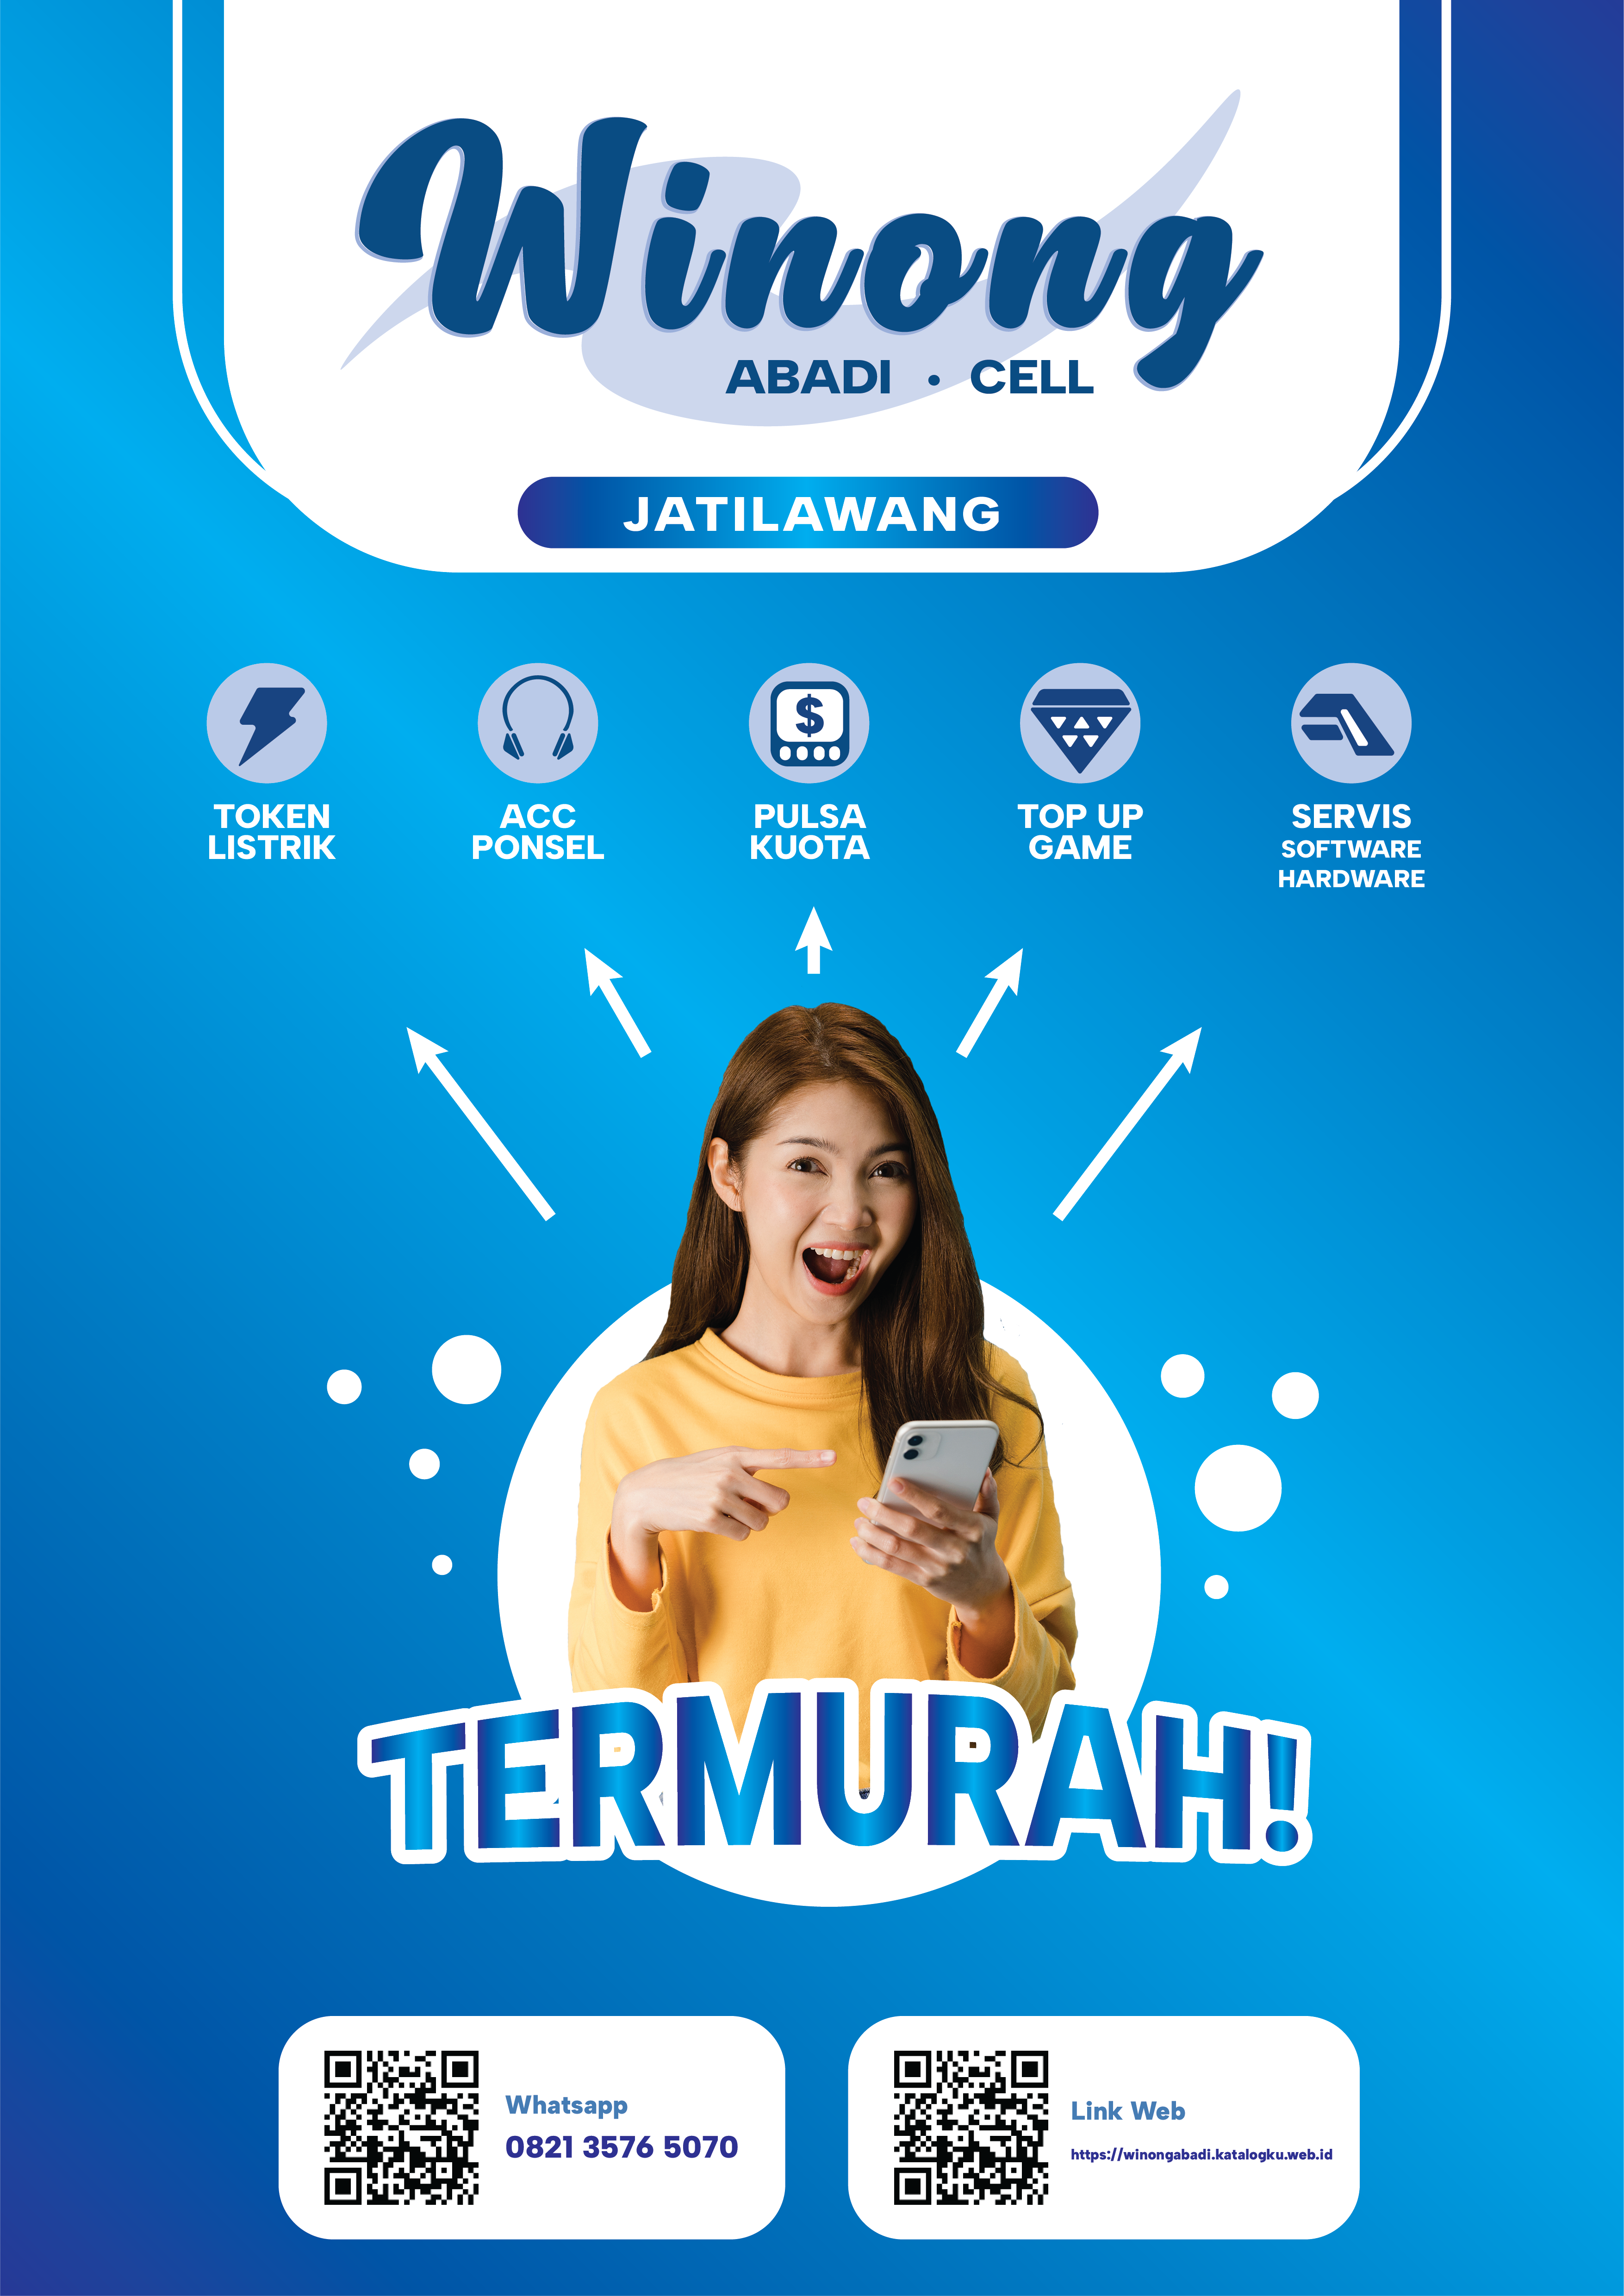 Winong
ABADI • CELL
JATILAWANG
TOKEN
LISTRIK
ACC
PONSEL
PULSA
KUOTA
TOP UP
GAME
SERVIS
SOFTWARE
HARDWARE
TERMURAH!
Whatsapp
0821 3576 5070
Link Web
https://winongabadi.katalogku.web.id